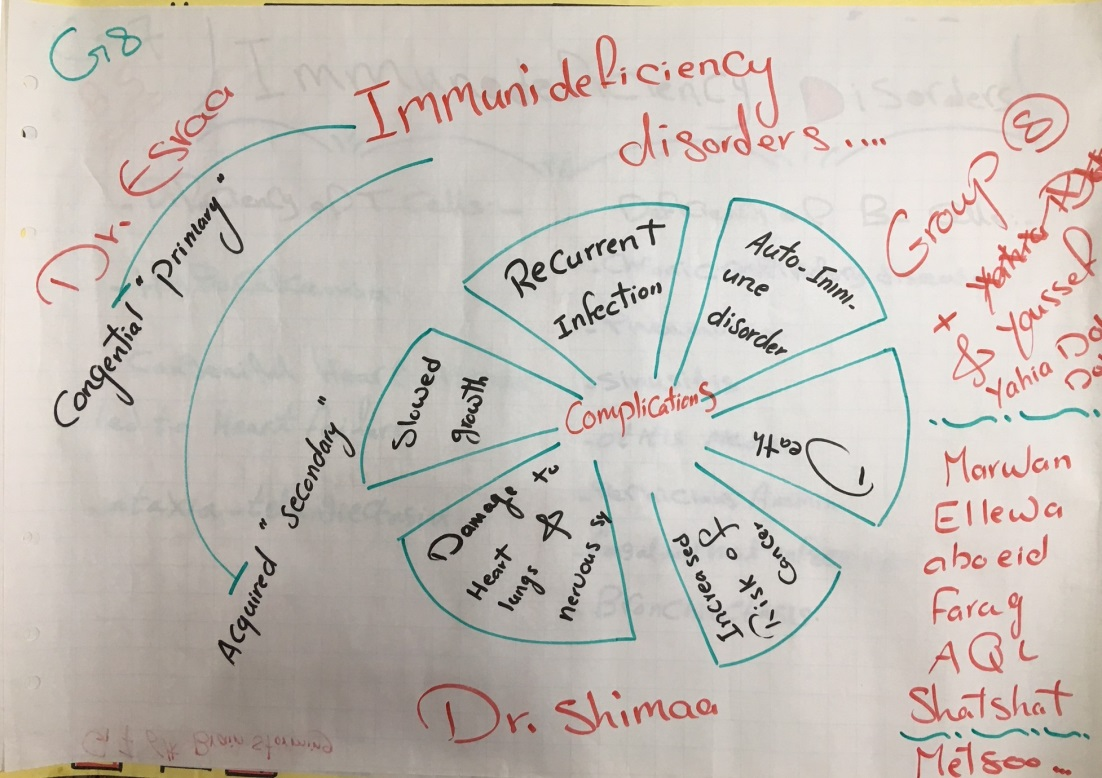 G8
Immunideficiency
disorders....
Dr. Esraa
Congential "Primary"
Acquired "Secondary"
Complications
Recurrent
Infection
Auto-Imm-
une
disorder
Death
Increased
Risk of
Cancer
Damage to
Heart &
lungs
nervous sy
Slowed
growth
Dr. Shimaa
Group 8
& Youssef
Yahia
Marwan
Ellewa
abo eid
Farag
AQL
Shatshat